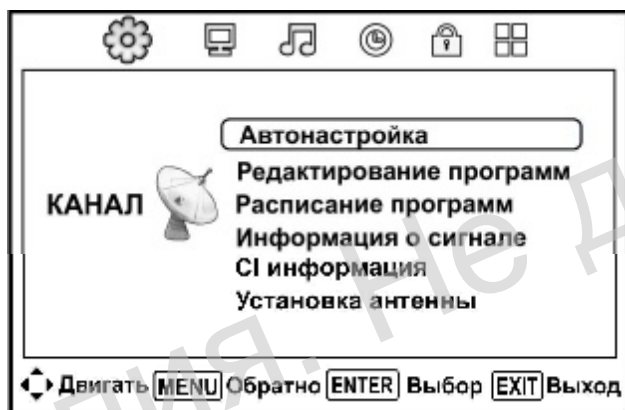 Автонастройка
Редактирование программ
КАНАЛ
Расписание программ
Информация о сигнале
CI информация
Установка антенны
Двигать MENU Обратно ENTER Выбор EXIT Выход